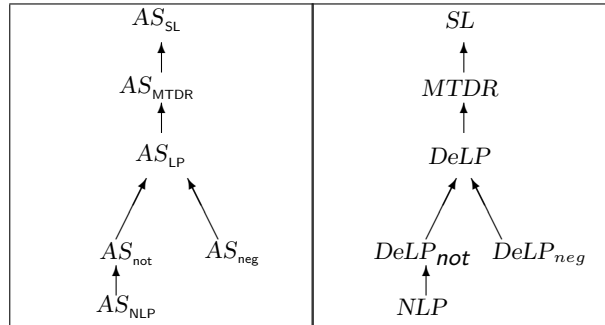 AS_SL
AS_MTDR
AS_LP
AS_not AS_neg
AS_NLP
SL
MTDR
DeLP
DeLP_not DeLP_neg
NLP